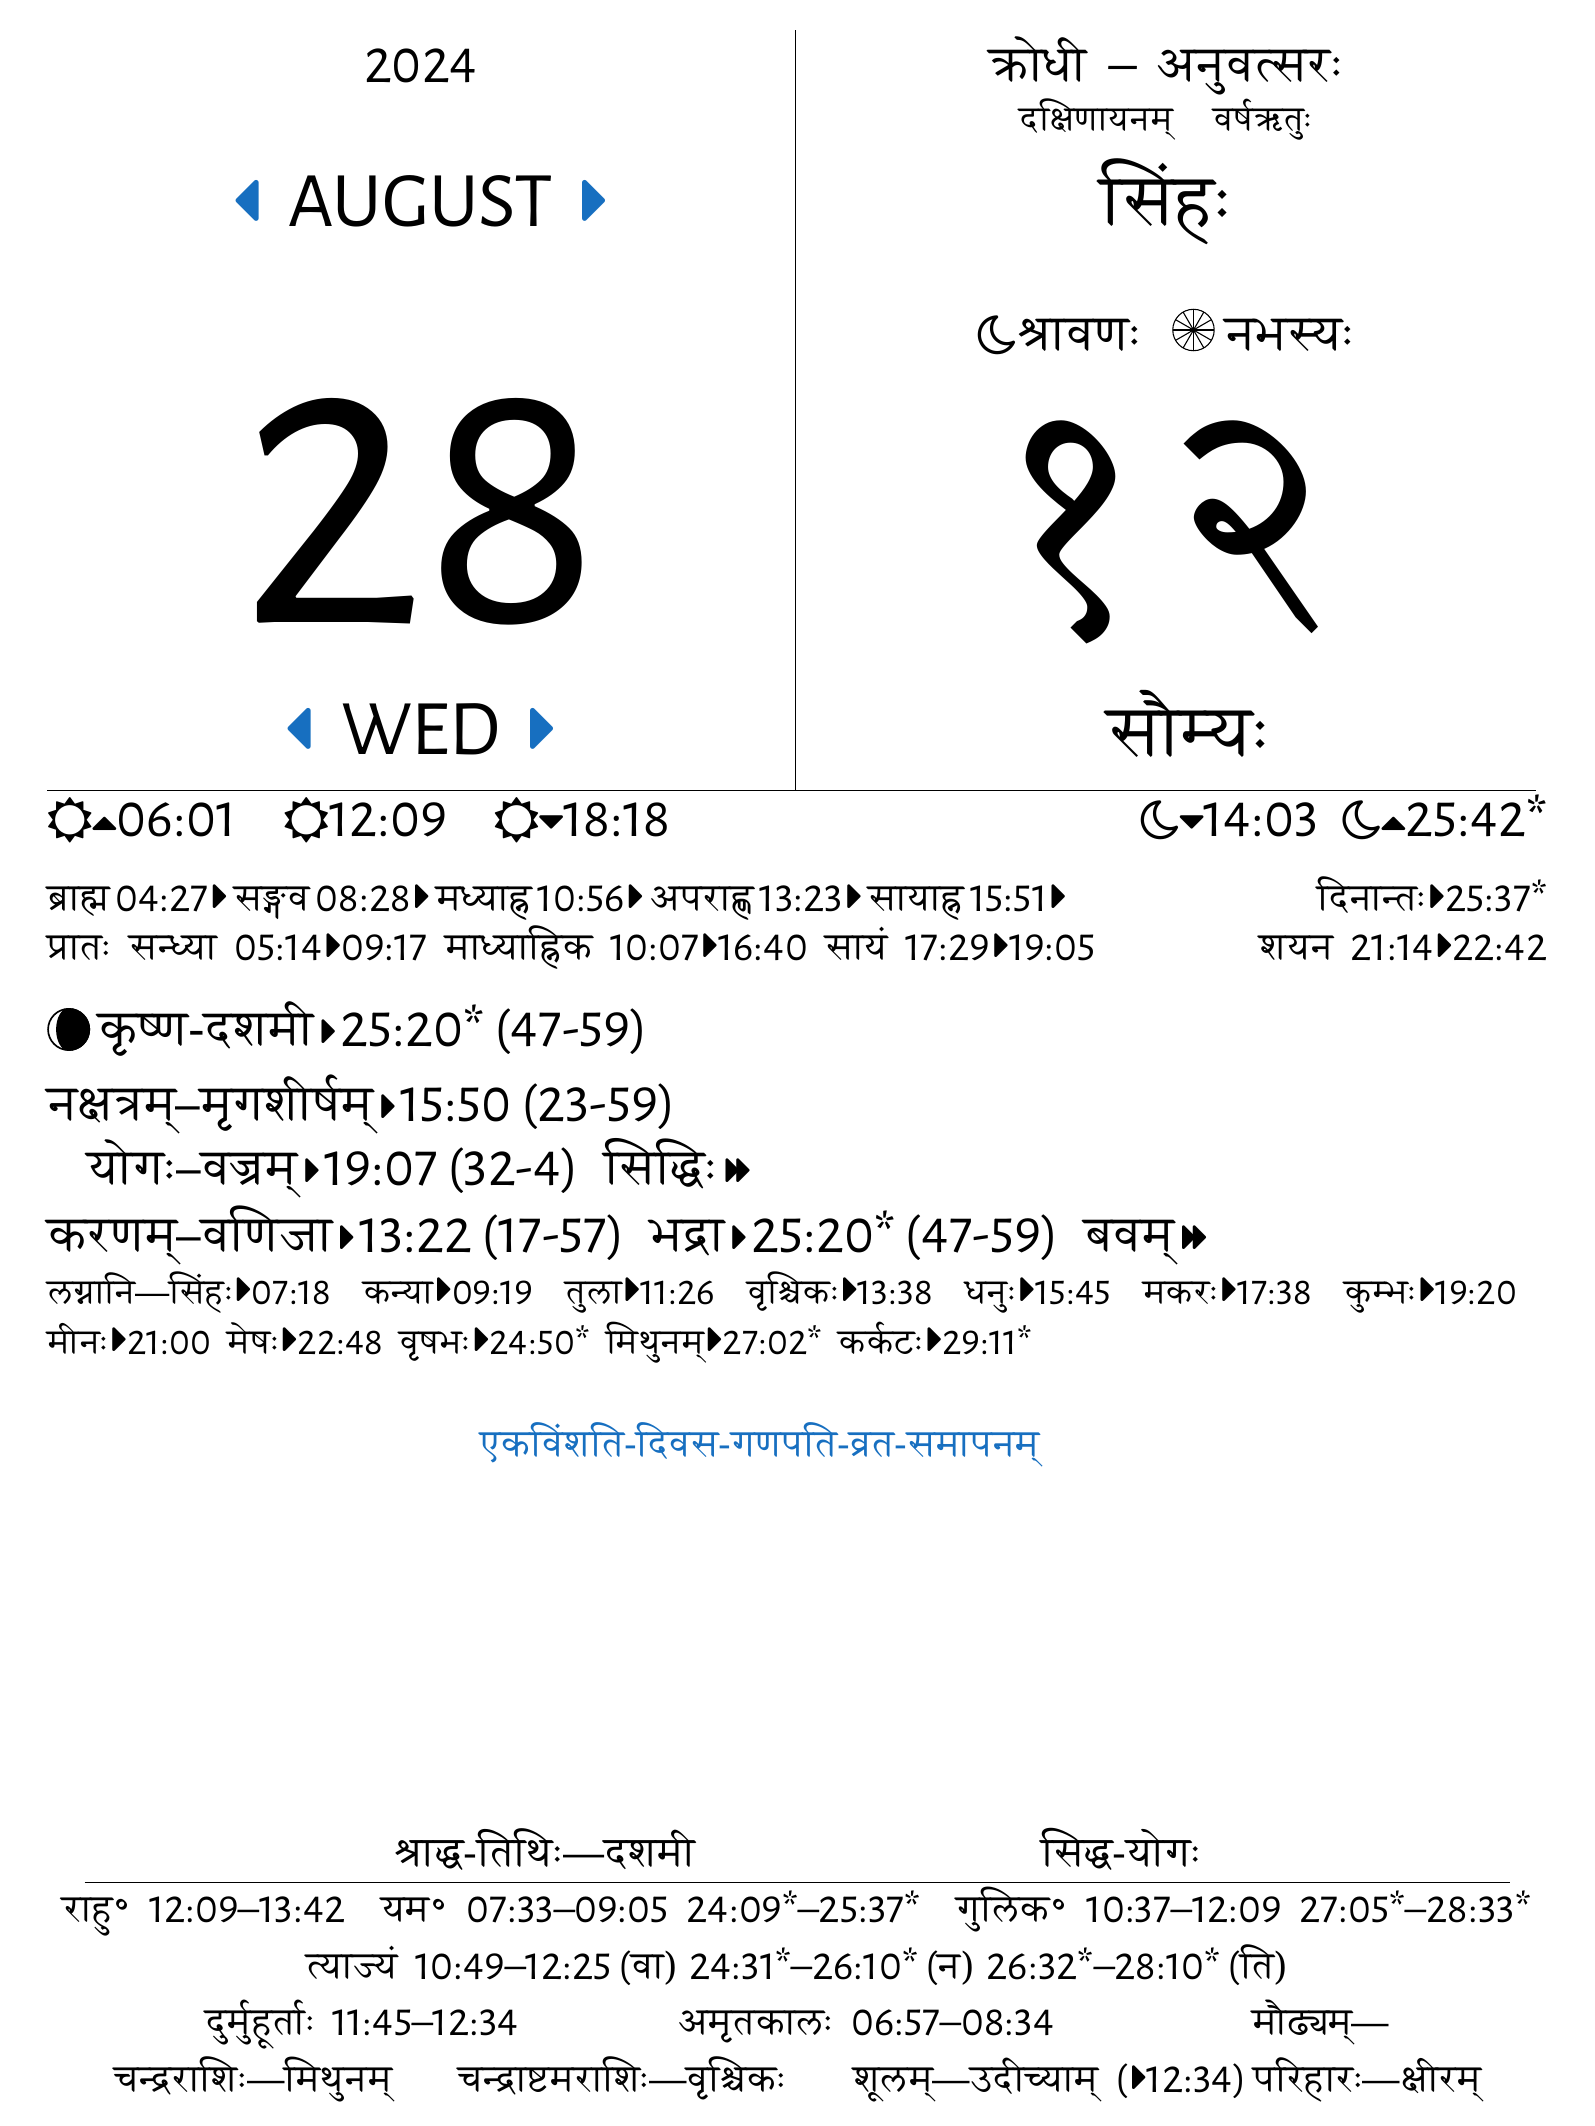 2024
AUGUST
28
WED
क्रोधी – अनुवत्सरः
दक्षिणायनम् वर्षऋतुः
सिंहः
श्रावणः नभस्यः
१२
सौम्यः
06:01 12:09 18:18 14:03 25:42*
ब्राह्म 04:27 सङ्गव 08:28 मध्याह्न 10:56 अपराह्ण 13:23 सायाह्न 15:51 दिनान्तः 25:37*
प्रातः सन्ध्या 05:14 09:17 माध्याह्निक 10:07 16:40 सायं 17:29 19:05 शयन 21:14 22:42
कृष्ण-दशमी 25:20* (47-59)
नक्षत्रम्–मृगशीर्षम् 15:50 (23-59)
योगः–वज्रम् 19:07 (32-4) सिद्धिः
करणम्–वणिजा 13:22 (17-57) भद्रा 25:20* (47-59) बवम्
लग्नानि—सिंहः 07:18 कन्या 09:19 तुला 11:26 वृश्चिकः 13:38 धनुः 15:45 मकरः 17:38 कुम्भः 19:20
मीनः 21:00 मेषः 22:48 वृषभः 24:50* मिथुनम् 27:02* कर्कटः 29:11*
एकविंशति-दिवस-गणपति-व्रत-समापनम्
श्राद्ध-तिथिः—दशमी सिद्ध-योगः
राहु॰ 12:09–13:42 यम॰ 07:33–09:05 24:09*–25:37* गुलिक॰ 10:37–12:09 27:05*–28:33*
त्याज्यं 10:49–12:25 (वा) 24:31*–26:10* (न) 26:32*–28:10* (ति)
दुर्मुहूर्ताः 11:45–12:34 अमृतकालः 06:57–08:34 मौढ्यम्—
चन्द्रराशिः—मिथुनम् चन्द्राष्टमराशिः—वृश्चिकः शूलम्—उदीच्याम् (12:34) परिहारः—क्षीरम्